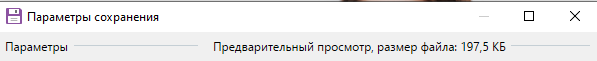 Параметры сохранения
Параметры Предварительный просмотр, размер файла: 197,5 КБ